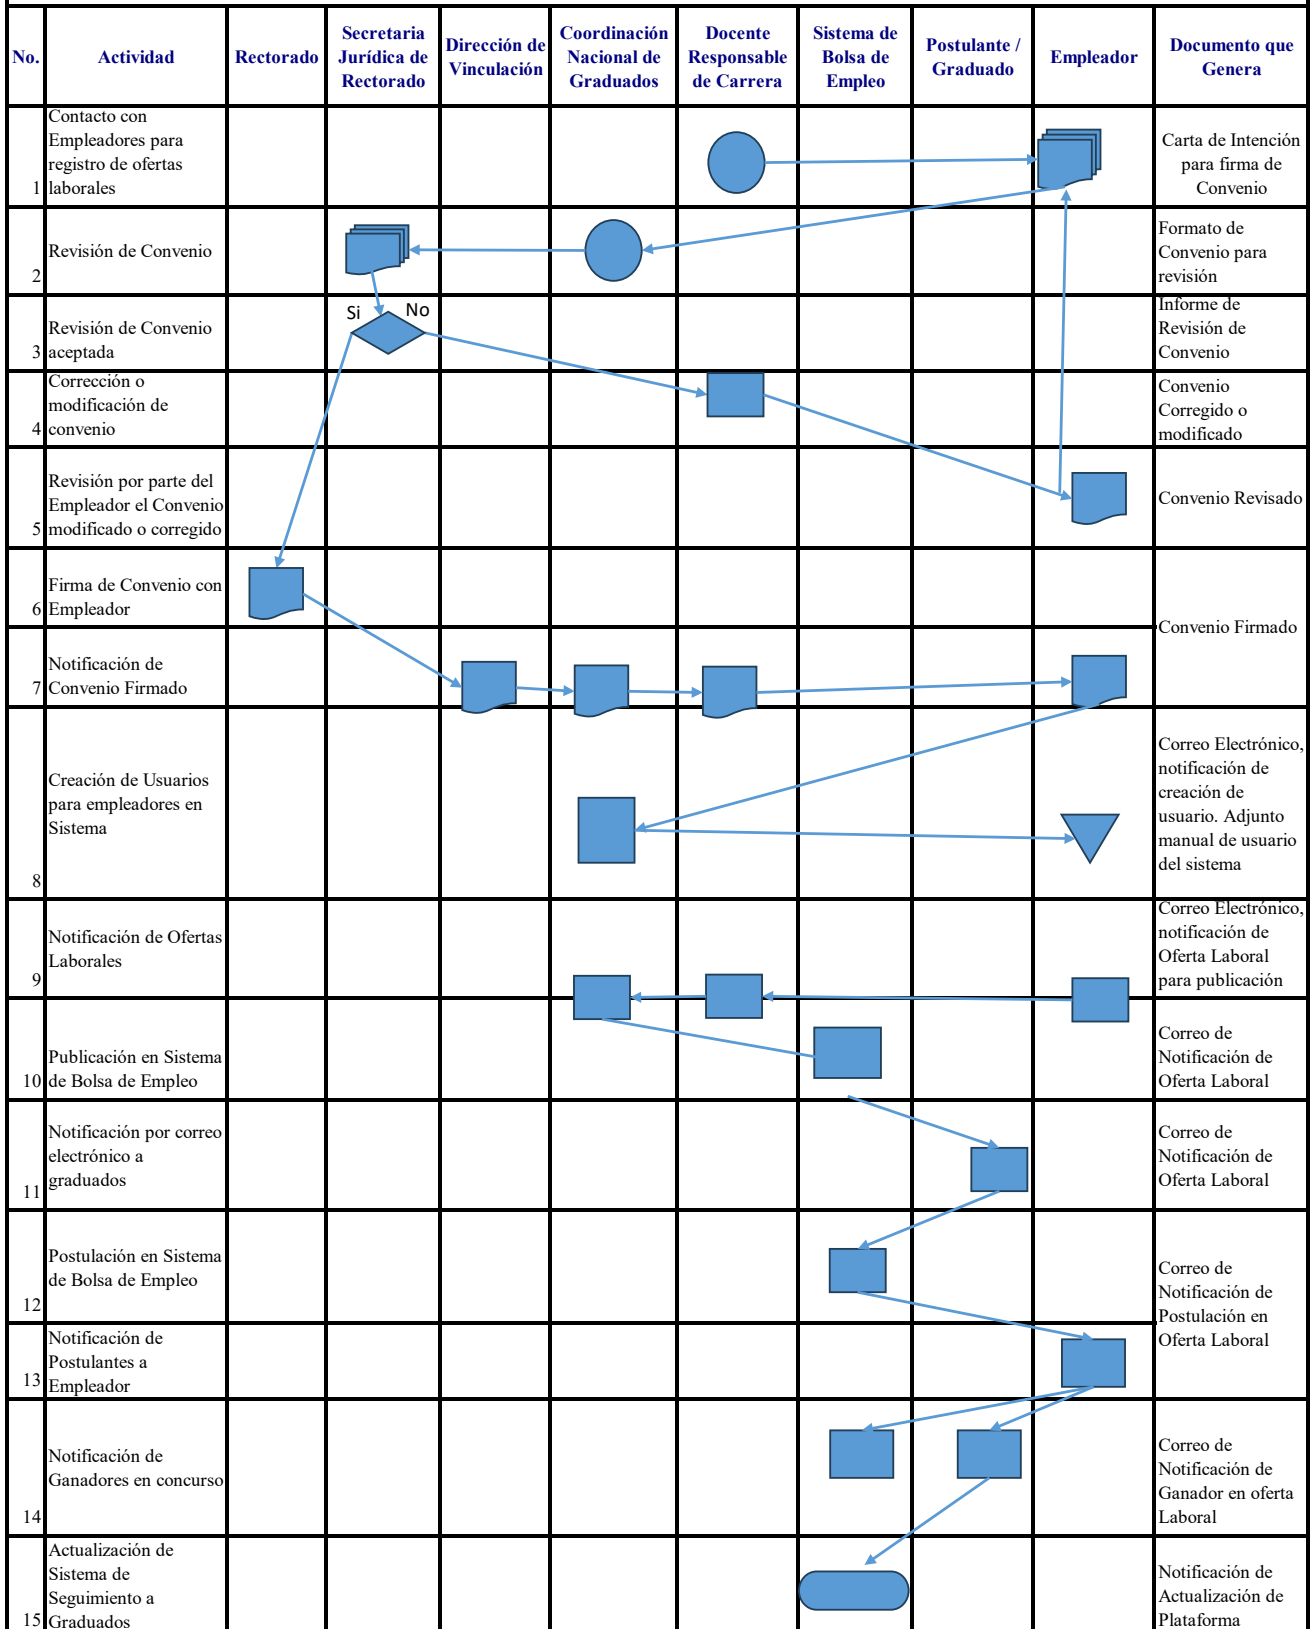 No.
Actividad
Rectorado
Secretaria
Jurídica de
Rectorado
Dirección de
Vinculación
Coordinación
Nacional de
Graduados
Docente
Responsable
de Carrera
Sistema de
Bolsa de
Empleo
Postulante /
Graduado
Empleador
Documento que
Genera
1
Contacto con
Empleadores para
registro de ofertas
laborales
Carta de Intención
para firma de
Convenio
2
Revisión de Convenio
Formato de
Convenio para
revisión
3
Revisión de Convenio
aceptada
Si
No
Informe de
Revisión de
Convenio
4
Corrección o
modificación de
convenio
Convenio
Corregido o
modificado
5
Revisión por parte del
Empleador el Convenio
modificado o corregido
Convenio Revisado
6
Firma de Convenio con
Empleador
Convenio Firmado
7
Notificación de
Convenio Firmado
8
Creación de Usuarios
para empleadores en
Sistema
Correo Electrónico,
notificación de
creación de
usuario. Adjunto
manual de usuario
del sistema
9
Notificación de Ofertas
Laborales
Correo Electrónico,
notificación de
Oferta Laboral
para publicación
10
Publicación en Sistema
de Bolsa de Empleo
Correo de
Notificación de
Oferta Laboral
11
Notificación por correo
electrónico a
graduados
Correo de
Notificación de
Oferta Laboral
12
Postulación en Sistema
de Bolsa de Empleo
Correo de
Notificación de
Postulación en
Oferta Laboral
13
Notificación de
Postulantes a
Empleador
14
Notificación de
Ganadores en concurso
Correo de
Notificación de
Ganador en oferta
Laboral
15
Actualización de
Sistema de
Seguimiento a
Graduados
Notificación de
Actualización de
Plataforma